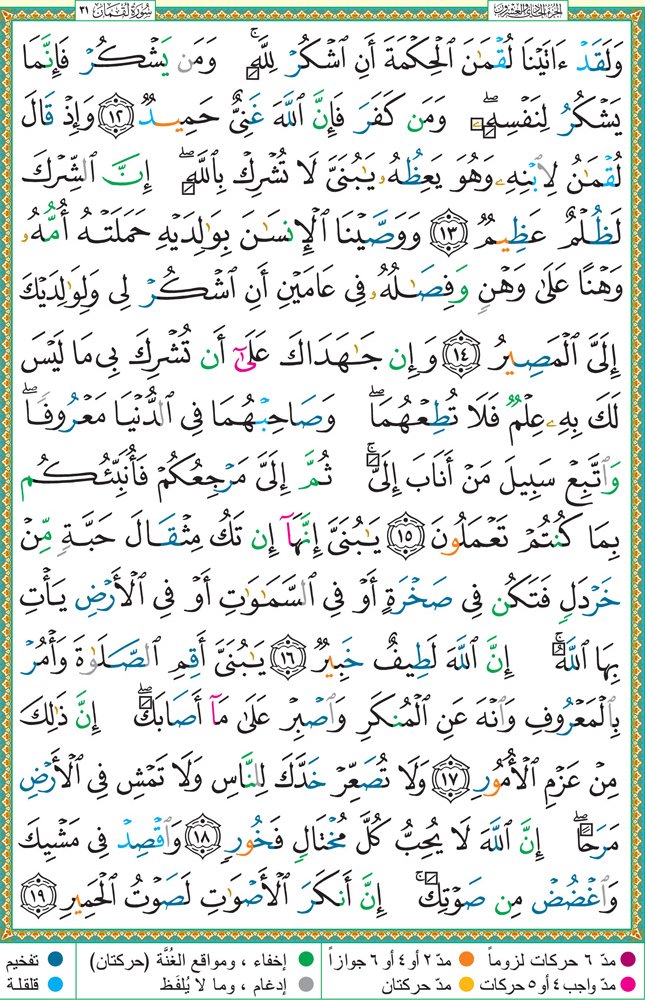 الجزء الحادي والعشرون
سورة لقمان ٣١
وَلَقَدۡ ءَاتَيۡنَا لُقۡمَٰنَ ٱلۡحِكۡمَةَ أَنِ ٱشۡكُرۡ لِلَّهِۚ وَمَن يَشۡكُرۡ فَإِنَّمَا
يَشۡكُرُ لِنَفۡسِهِۦۖ وَمَن كَفَرَ فَإِنَّ ٱللَّهَ غَنِيٌّ حَمِيدٞ ١٢ وَإِذۡ قَالَ
لُقۡمَٰنُ لِٱبۡنِهِۦ وَهُوَ يَعِظُهُۥ يَٰبُنَيَّ لَا تُشۡرِكۡ بِٱللَّهِۖ إِنَّ ٱلشِّرۡكَ
لَظُلۡمٌ عَظِيمٞ ١٣ وَوَصَّيۡنَا ٱلۡإِنسَٰنَ بِوَٰلِدَيۡهِ حَمَلَتۡهُ أُمُّهُۥ
وَهۡنًا عَلَىٰ وَهۡنٖ وَفِصَٰلُهُۥ فِي عَامَيۡنِ أَنِ ٱشۡكُرۡ لِي وَلِوَٰلِدَيۡكَ
إِلَيَّ ٱلۡمَصِيرُ ١٤ وَإِن جَٰهَدَاكَ عَلَىٰٓ أَن تُشۡرِكَ بِي مَا لَيۡسَ
لَكَ بِهِۦ عِلۡمٞ فَلَا تُطِعۡهُمَاۖ وَصَاحِبۡهُمَا فِي ٱلدُّنۡيَا مَعۡرُوفٗاۖ
وَٱتَّبِعۡ سَبِيلَ مَنۡ أَنَابَ إِلَيَّۚ ثُمَّ إِلَيَّ مَرۡجِعُكُمۡ فَأُنَبِّئُكُم
بِمَا كُنتُمۡ تَعۡمَلُونَ ١٥ يَٰبُنَيَّ إِنَّهَآ إِن تَكُ مِثۡقَالَ حَبَّةٖ مِّنۡ
خَرۡدَلٖ فَتَكُن فِي صَخۡرَةٍ أَوۡ فِي ٱلسَّمَٰوَٰتِ أَوۡ فِي ٱلۡأَرۡضِ يَأۡتِ
بِهَا ٱللَّهُۚ إِنَّ ٱللَّهَ لَطِيفٌ خَبِيرٞ ١٦ يَٰبُنَيَّ أَقِمِ ٱلصَّلَوٰةَ وَأۡمُرۡ
بِٱلۡمَعۡرُوفِ وَٱنۡهَ عَنِ ٱلۡمُنكَرِ وَٱصۡبِرۡ عَلَىٰ مَآ أَصَابَكَۖ إِنَّ ذَٰلِكَ
مِنۡ عَزۡمِ ٱلۡأُمُورِ ١٧ وَلَا تُصَعِّرۡ خَدَّكَ لِلنَّاسِ وَلَا تَمۡشِ فِي ٱلۡأَرۡضِ
مَرَحًاۖ إِنَّ ٱللَّهَ لَا يُحِبُّ كُلَّ مُخۡتَالٖ فَخُورٖ ١٨ وَٱقۡصِدۡ فِي مَشۡيِكَ
وَٱغۡضُضۡ مِن صَوۡتِكَۚ إِنَّ أَنكَرَ ٱلۡأَصۡوَٰتِ لَصَوۡتُ ٱلۡحَمِيرِ ١٩
مدّ ٦ حركات لزوماً مدّ ٢ أو ٤ أو ٦ جوازاً إخفاء ، ومواقع الغُنَّة (حركتان) تفخيم
مدّ واجب ٤ أو ٥ حركات مدّ حركتان إدغام ، وما لا يُلفَظ قلقلة